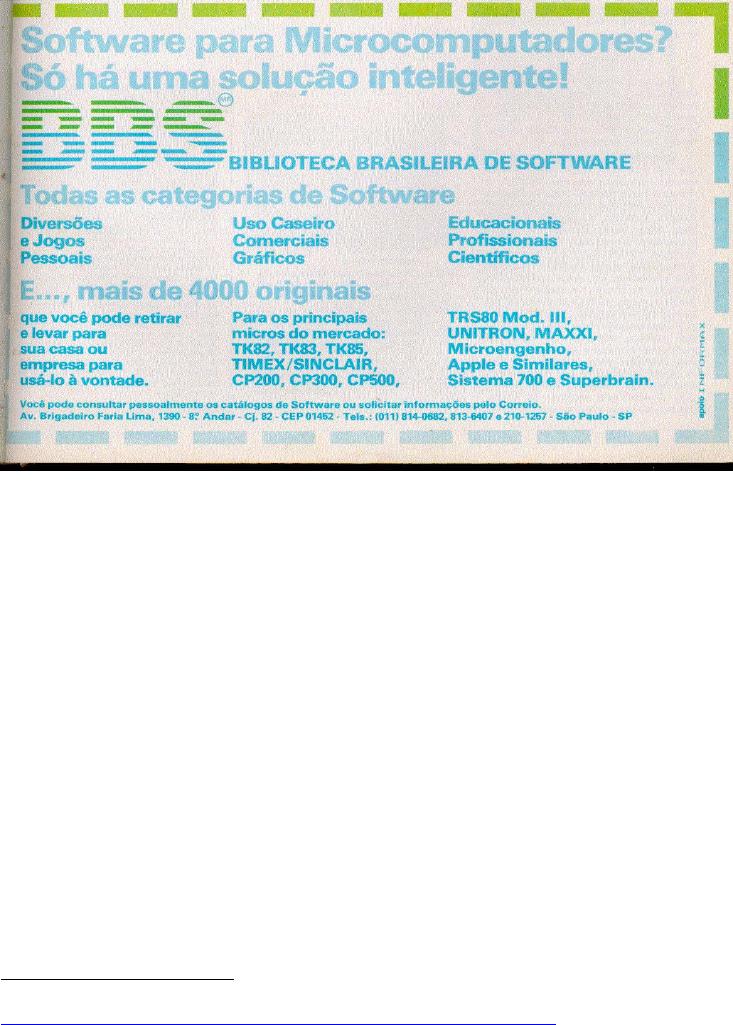 Software para Microcomputadores?
Só há uma solução inteligente!
BBS MR
BIBLIOTECA BRASILEIRA DE SOFTWARE
Todas as categorias de Software
Diversões
e Jogos
Pessoais
Uso Caseiro
Comerciais
Gráficos
Educacionais
Profissionais
Científicos
E..., mais de 4000 originais
que você pode retirar
e levar para
sua casa ou
empresa para
usá-lo à vontade.
Para os principais
micros do mercado:
TK82, TK83, TK85,
TIMEX/SINCLAIR,
CP200, CP300, CP500,
TRS80 Mod. III,
UNITRON, MAXXI,
Microengenho,
Apple e Similares,
Sistema 700 e Superbrain.
Você pode consultar pessoalmente os catálogos de Software ou solicitar informações pelo Correio.
Av. Brigadeiro Faria Lima, 1390 - 8º Andar - Cj. 82 - CEP 01452 - Tels.: (011) 814-0682, 813-6407 e 210-1257 - São Paulo - SP
apoio INFORMAX